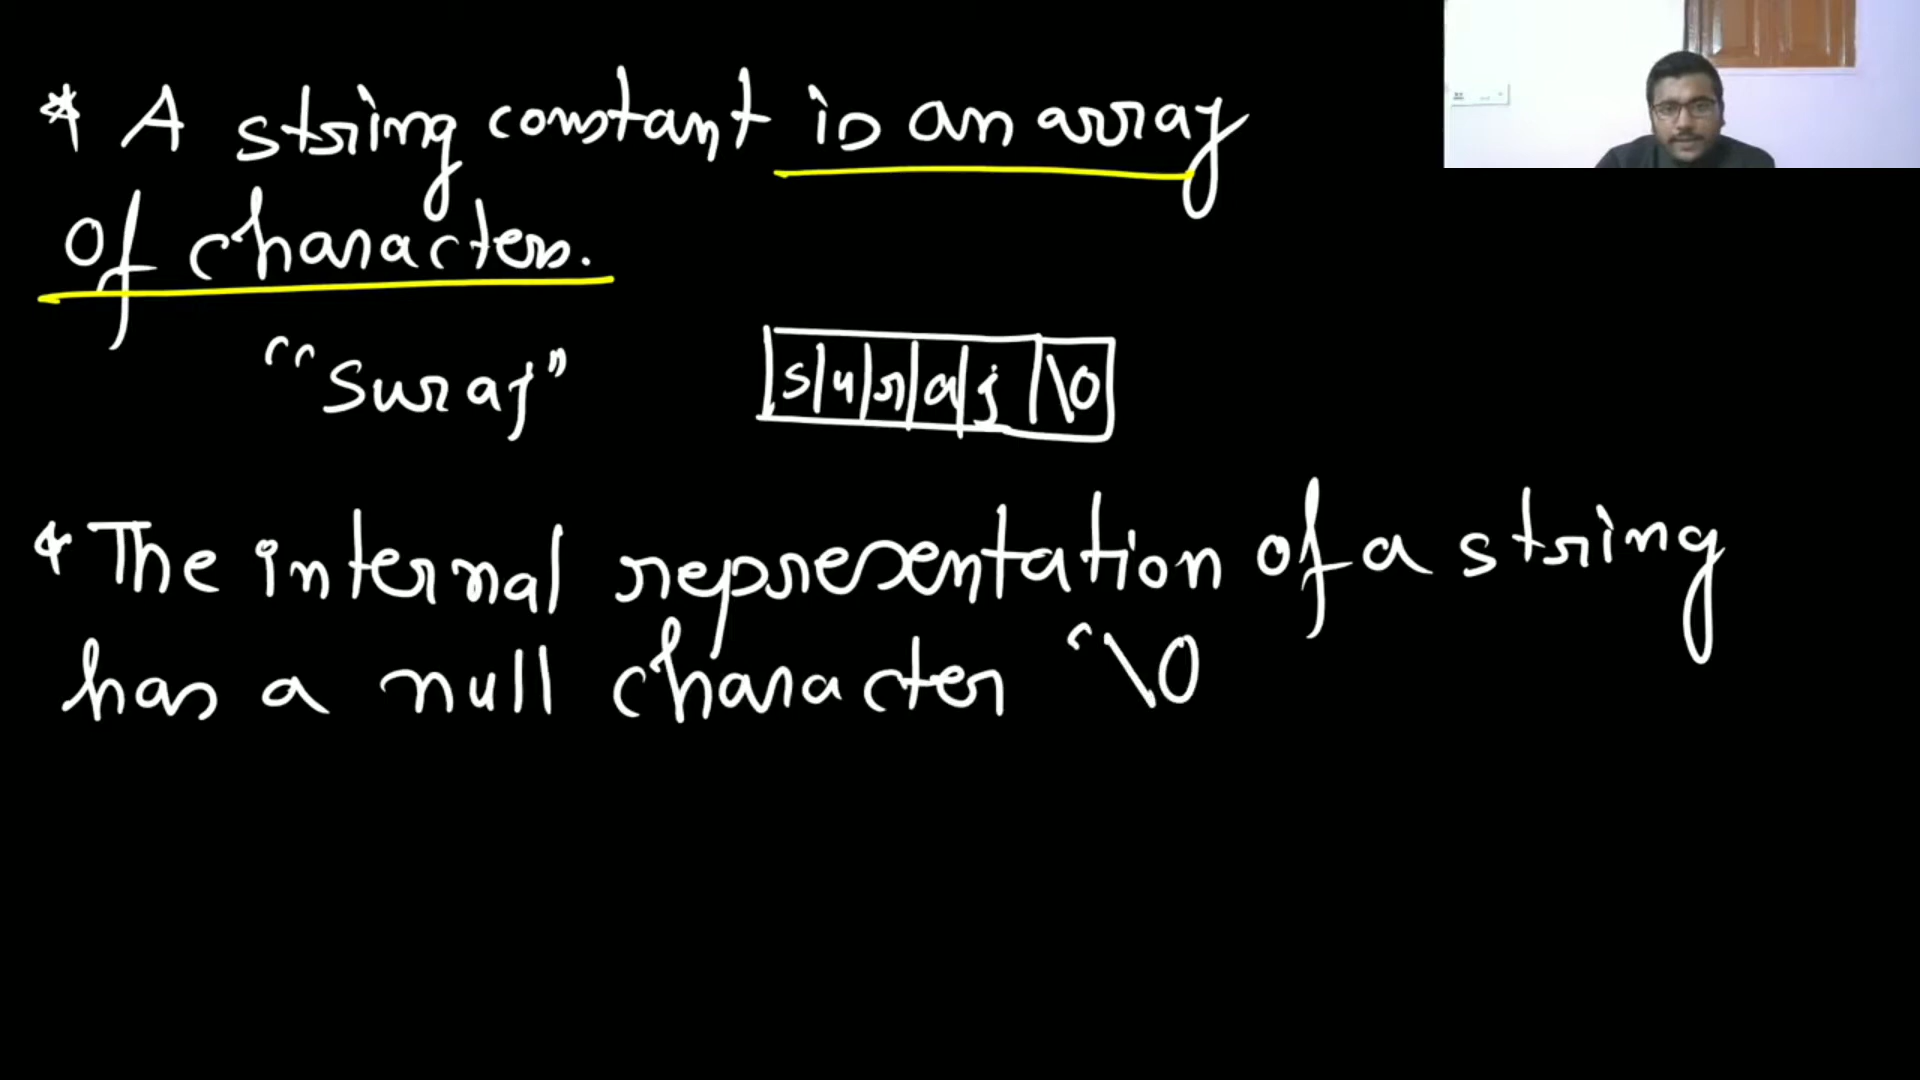 * A string constant is an array
of characters.
“suraj” s u r a j \0
* The internal representation of a string
has a null character ‘\0